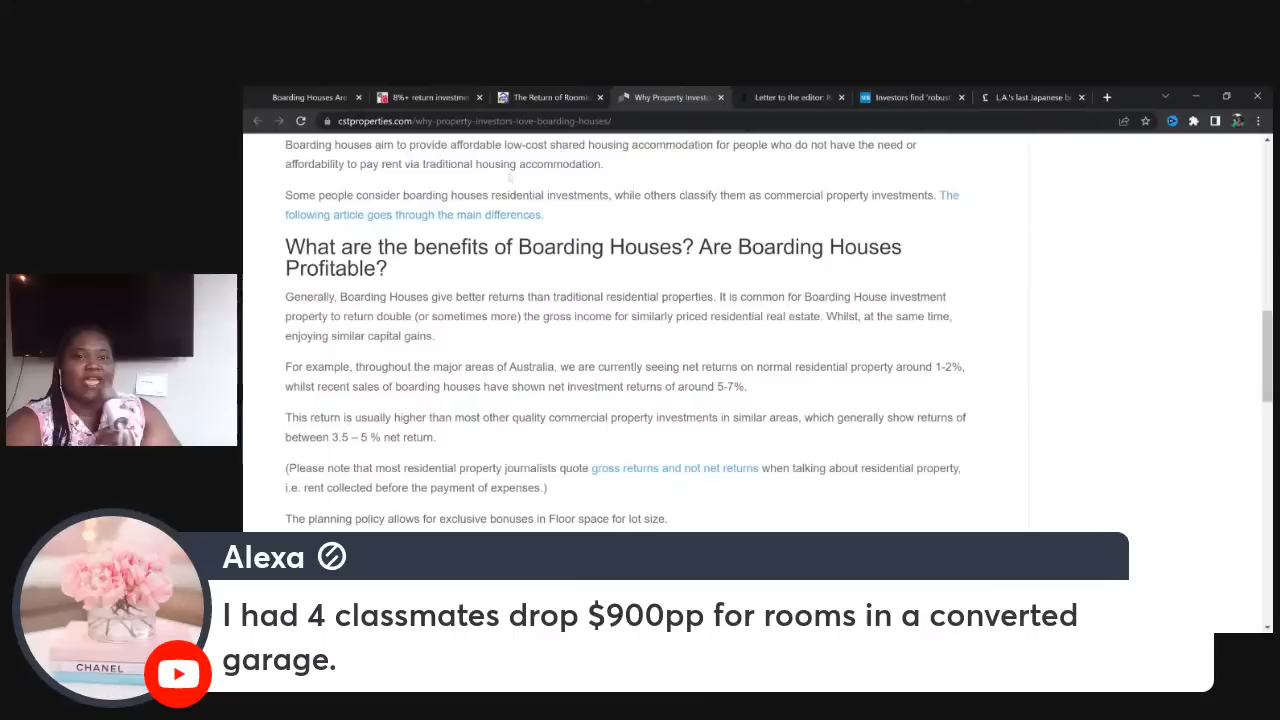 Boarding Houses Are
8%+ return investme
The Return of Roomi
Why Property Investo
Letter to the editor: B
Investors find 'robus
L.A.'s last Japanese b
cstproperties.com/why-property-investors-love-boarding-houses/
Boarding houses aim to provide affordable low-cost shared housing accommodation for people who do not have the need or
affordability to pay rent via traditional housing accommodation.
Some people consider boarding houses residential investments, while others classify them as commercial property investments. The
following article goes through the main differences.
What are the benefits of Boarding Houses? Are Boarding Houses
Profitable?
Generally, Boarding Houses give better returns than traditional residential properties. It is common for Boarding House investment
property to return double (or sometimes more) the gross income for similarly priced residential real estate. Whilst, at the same time,
enjoying similar capital gains.
For example, throughout the major areas of Australia, we are currently seeing net returns on normal residential property around 1-2%,
whilst recent sales of boarding houses have shown net investment returns of around 5-7%.
This return is usually higher than most other quality commercial property investments in similar areas, which generally show returns of
between 3.5 – 5 % net return.
(Please note that most residential property journalists quote gross returns and not net returns when talking about residential property,
i.e. rent collected before the payment of expenses.)
The planning policy allows for exclusive bonuses in Floor space for lot size.
Alexa
I had 4 classmates drop $900pp for rooms in a converted
garage.
CHANEL